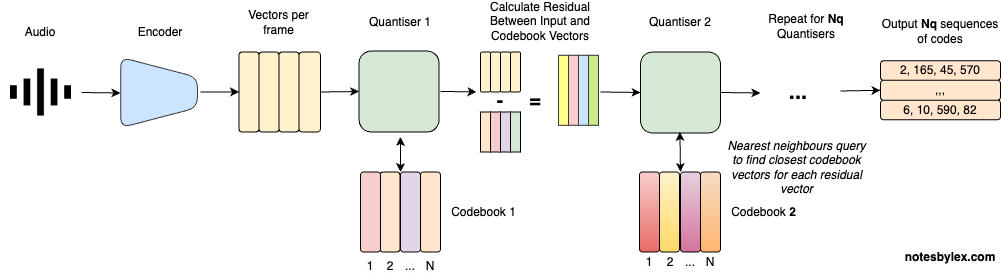 Audio
Encoder
Vectors per
frame
Quantiser 1
Calculate Residual
Between Input and
Codebook Vectors
Quantiser 2
Repeat for Nq
Quantisers
Output Nq sequences
of codes
-
=
...
2, 165, 45, 570
,,,
6, 10, 590, 82
Nearest neighbours query
to find closest codebook
vectors for each residual
vector
Codebook 1
1 2 ... N
Codebook 2
1 2 ... N
notesbylex.com